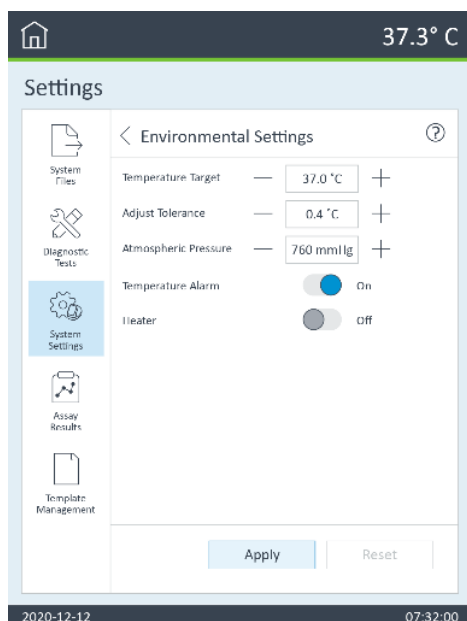 37.3° C
Settings
System
Files
Diagnostic
Tests
System
Settings
Assay
Results
Template
Management
< Environmental Settings ?
Temperature Target — 37.0 °C +
Adjust Tolerance — 0.4 °C +
Atmospheric Pressure — 760 mmHg +
Temperature Alarm On
Heater Off
Apply Reset
2020-12-12 07:32:00